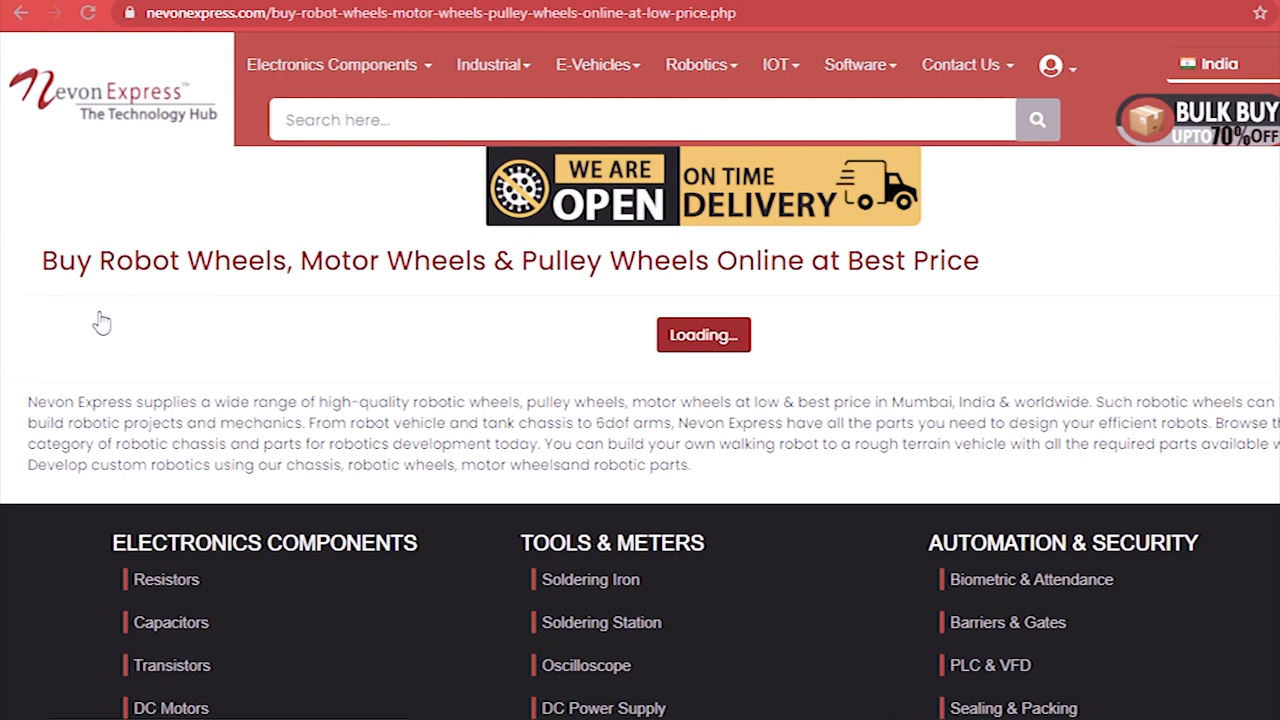 nevonexpress.com/buy-robot-wheels-motor-wheels-pulley-wheels-online-at-low-price.php
Nevon Express™
The Technology Hub
Electronics Components Industrial E-Vehicles Robotics IOT Software Contact Us India
Search here...
BULK BUY
UPTO 70% OFF
WE ARE OPEN
ON TIME DELIVERY
Buy Robot Wheels, Motor Wheels & Pulley Wheels Online at Best Price
Loading...
Nevon Express supplies a wide range of high-quality robotic wheels, pulley wheels, motor wheels at low & best price in Mumbai, India & worldwide. Such robotic wheels can
build robotic projects and mechanics. From robot vehicle and tank chassis to 6dof arms, Nevon Express have all the parts you need to design your efficient robots. Browse
category of robotic chassis and parts for robotics development today. You can build your own walking robot to a rough terrain vehicle with all the required parts available
Develop custom robotics using our chassis, robotic wheels, motor wheelsand robotic parts.
ELECTRONICS COMPONENTS
Resistors
Capacitors
Transistors
DC Motors
TOOLS & METERS
Soldering Iron
Soldering Station
Oscilloscope
DC Power Supply
AUTOMATION & SECURITY
Biometric & Attendance
Barriers & Gates
PLC & VFD
Sealing & Packing